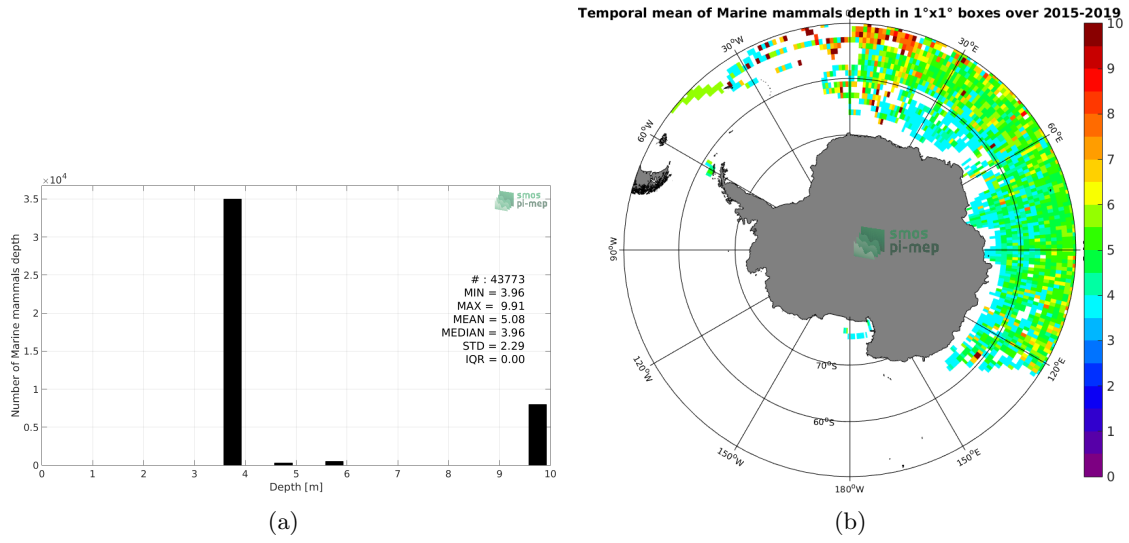 ×10⁴
3.5
3
2.5
2
1.5
1
0.5
0
Number of Marine mammals depth
smos
pi-mep
# : 43773
MIN = 3.96
MAX = 9.91
MEAN = 5.08
MEDIAN = 3.96
STD = 2.29
IQR = 0.00
0 1 2 3 4 5 6 7 8 9 10
Depth [m]
(a)
Temporal mean of Marine mammals depth in 1°x1° boxes over 2015-2019
30°W
30°E
60°W
60°E
90°W
120°W
120°E
150°W
150°E
180°W
70°S
60°S
smos
pi-mep
10
9
8
7
6
5
4
3
2
1
0
(b)